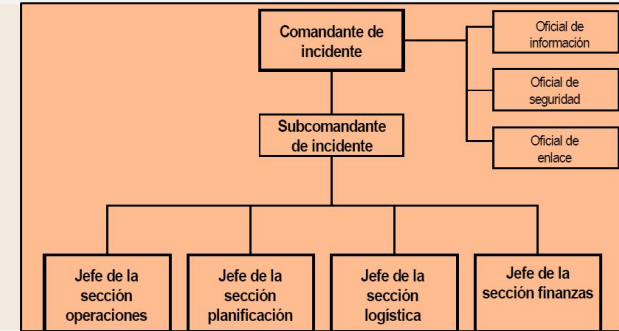 Comandante de
incidente
Oficial de
información
Oficial de
seguridad
Oficial de
enlace
Subcomandante
de incidente
Jefe de la
sección
operaciones
Jefe de la
sección
planificación
Jefe de la
sección
logística
Jefe de la
sección finanzas